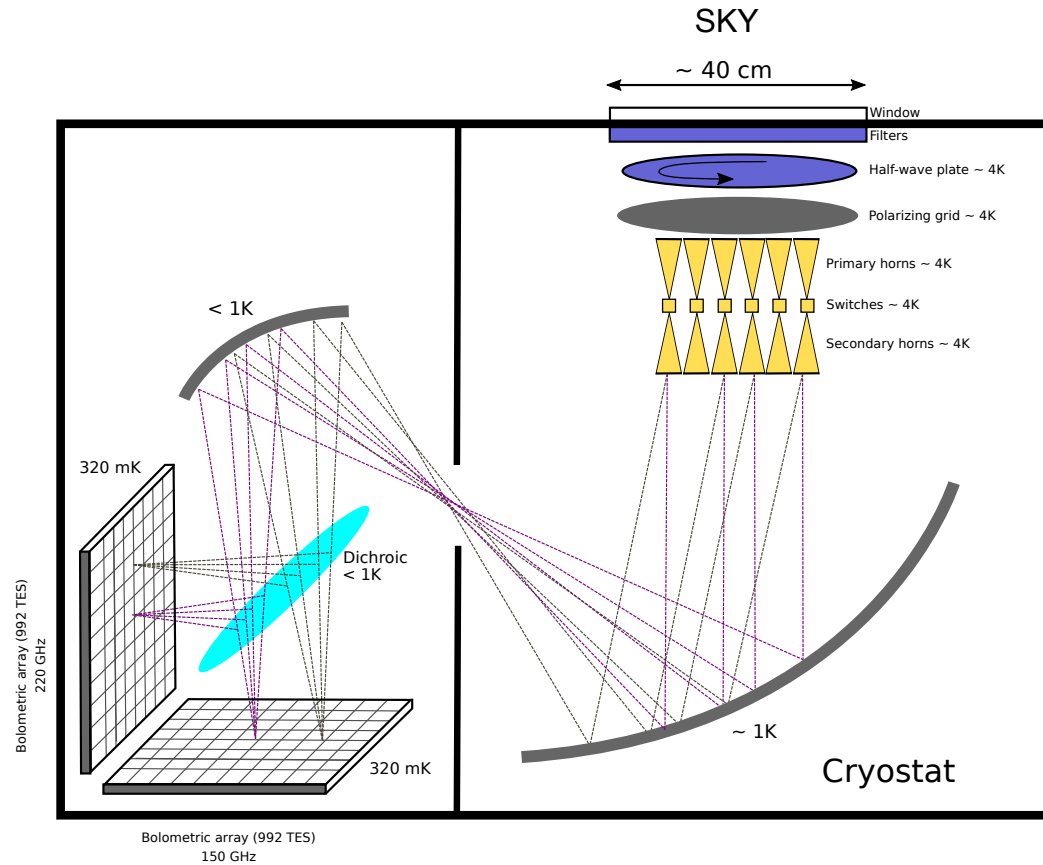 SKY
~ 40 cm
Window
Filters
Half-wave plate ~ 4K
Polarizing grid ~ 4K
Primary horns ~ 4K
Switches ~ 4K
Secondary horns ~ 4K
< 1K
320 mK
Dichroic
< 1K
Bolometric array (992 TES)
220 GHz
~ 1K
320 mK
Cryostat
Bolometric array (992 TES)
150 GHz